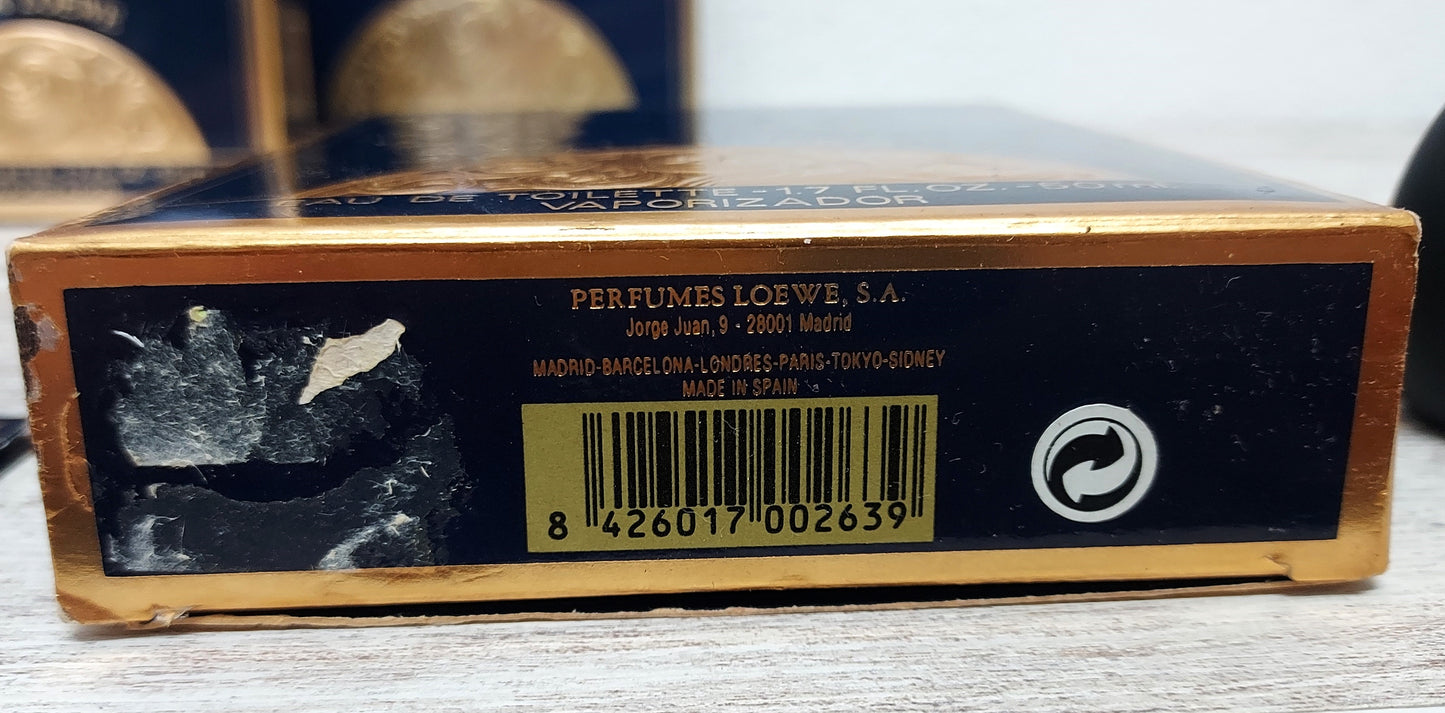 EAU DE TOILETTE - 1.7 FL.OZ. - 50 ml
VAPORIZADOR
PERFUMES LOEWE, S.A.
Jorge Juan, 9 - 28001 Madrid
MADRID-BARCELONA-LONDRES-PARIS-TOKYO-SIDNEY
MADE IN SPAIN
8 426017 002639